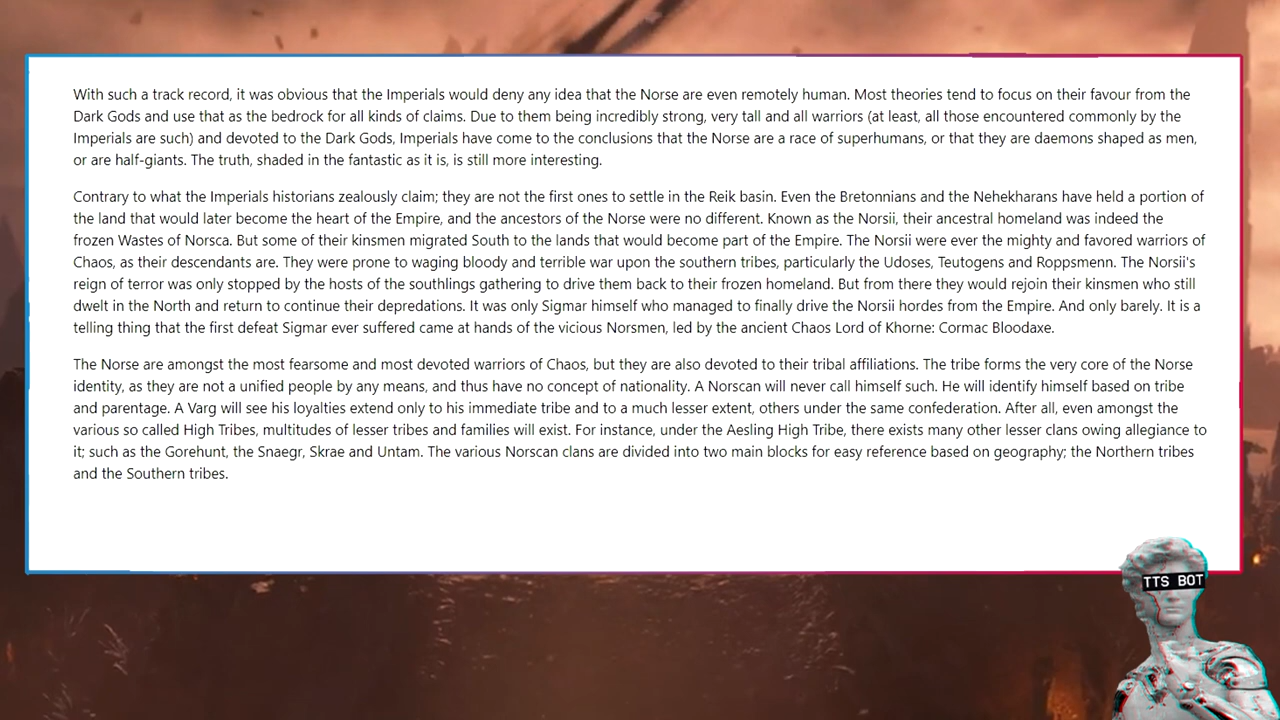 With such a track record, it was obvious that the Imperials would deny any idea that the Norse are even remotely human. Most theories tend to focus on their favour from the
Dark Gods and use that as the bedrock for all kinds of claims. Due to them being incredibly strong, very tall and all warriors (at least, all those encountered commonly by the
Imperials are such) and devoted to the Dark Gods, Imperials have come to the conclusions that the Norse are a race of superhumans, or that they are daemons shaped as men,
or are half-giants. The truth, shaded in the fantastic as it is, is still more interesting.
Contrary to what the Imperials historians zealously claim; they are not the first ones to settle in the Reik basin. Even the Bretonnians and the Nehekharans have held a portion of
the land that would later become the heart of the Empire, and the ancestors of the Norse were no different. Known as the Norsii, their ancestral homeland was indeed the
frozen Wastes of Norsca. But some of their kinsmen migrated South to the lands that would become part of the Empire. The Norsii were ever the mighty and favored warriors of
Chaos, as their descendants are. They were prone to waging bloody and terrible war upon the southern tribes, particularly the Udoses, Teutogens and Roppsmenn. The Norsii's
reign of terror was only stopped by the hosts of the southlings gathering to drive them back to their frozen homeland. But from there they would rejoin their kinsmen who still
dwelt in the North and return to continue their depredations. It was only Sigmar himself who managed to finally drive the Norsii hordes from the Empire. And only barely. It is a
telling thing that the first defeat Sigmar ever suffered came at hands of the vicious Norsmen, led by the ancient Chaos Lord of Khorne: Cormac Bloodaxe.
The Norse are amongst the most fearsome and most devoted warriors of Chaos, but they are also devoted to their tribal affiliations. The tribe forms the very core of the Norse
identity, as they are not a unified people by any means, and thus have no concept of nationality. A Norscan will never call himself such. He will identify himself based on tribe
and parentage. A Varg will see his loyalties extend only to his immediate tribe and to a much lesser extent, others under the same confederation. After all, even amongst the
various so called High Tribes, multitudes of lesser tribes and families will exist. For instance, under the Aesling High Tribe, there exists many other lesser clans owing allegiance to
it; such as the Gorehunt, the Snaegr, Skrae and Untam. The various Norscan clans are divided into two main blocks for easy reference based on geography; the Northern tribes
and the Southern tribes.
TTS BOT